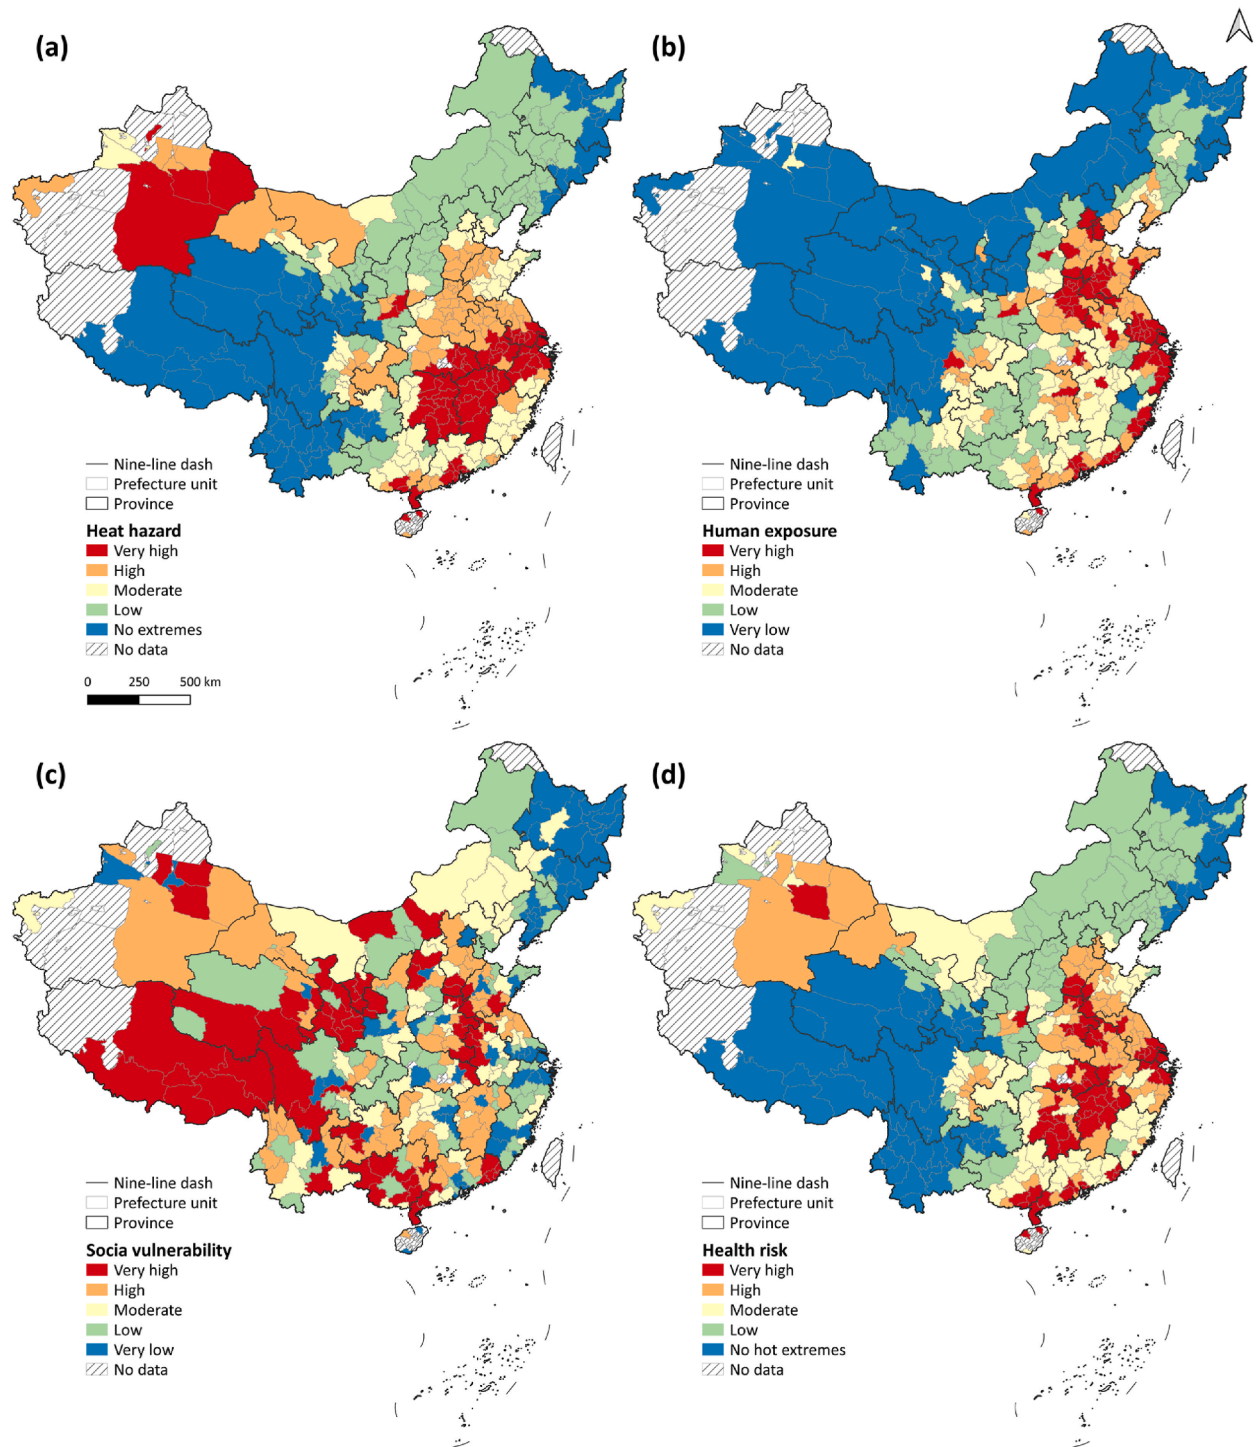 (a)
Nine-line dash
Prefecture unit
Province
Heat hazard
Very high
High
Moderate
Low
No extremes
No data
0 250 500 km
(b)
Nine-line dash
Prefecture unit
Province
Human exposure
Very high
High
Moderate
Low
Very low
No data
(c)
Nine-line dash
Prefecture unit
Province
Socia vulnerability
Very high
High
Moderate
Low
Very low
No data
(d)
Nine-line dash
Prefecture unit
Province
Health risk
Very high
High
Moderate
Low
No hot extremes
No data